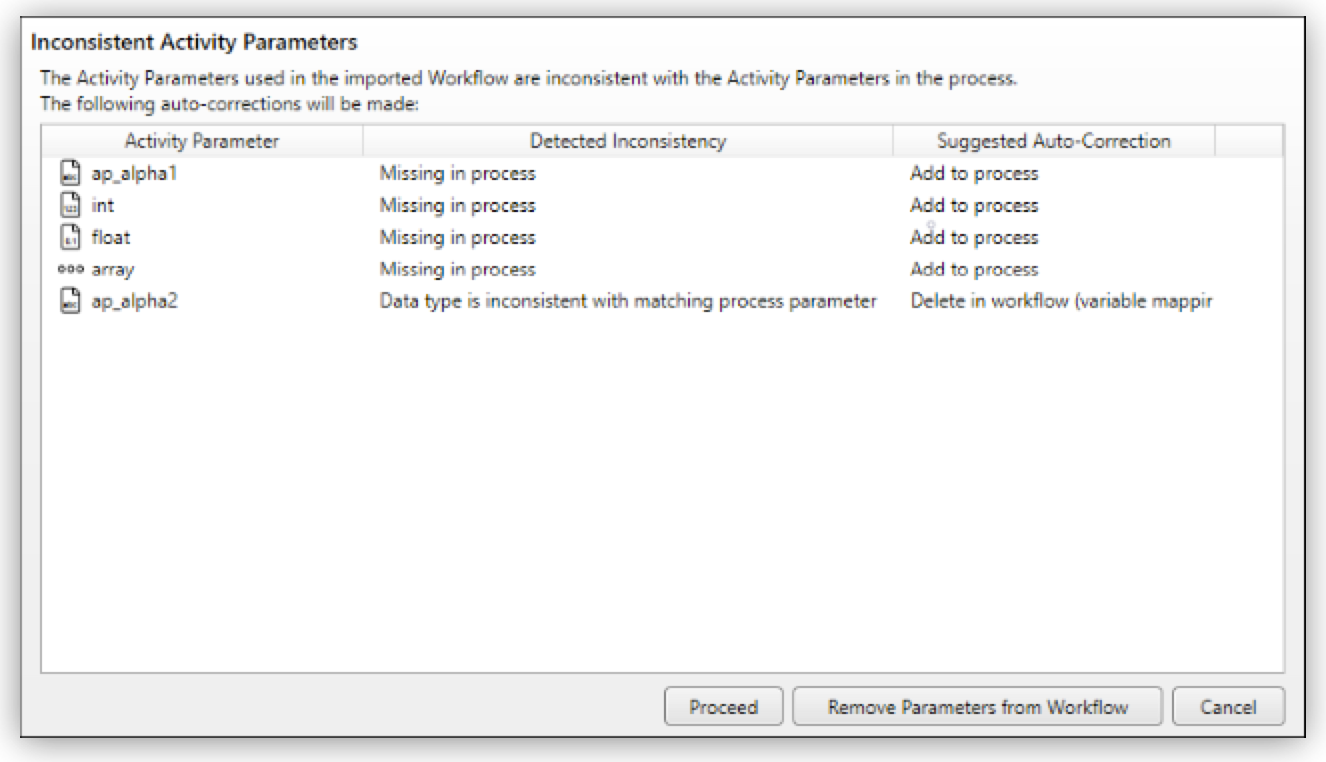 Inconsistent Activity Parameters
The Activity Parameters used in the imported Workflow are inconsistent with the Activity Parameters in the process.
The following auto-corrections will be made:
Activity Parameter Detected Inconsistency Suggested Auto-Correction
ap_alpha1 Missing in process Add to process
int Missing in process Add to process
float Missing in process Add to process
array Missing in process Add to process
ap_alpha2 Data type is inconsistent with matching process parameter Delete in workflow (variable mappir
Proceed Remove Parameters from Workflow Cancel